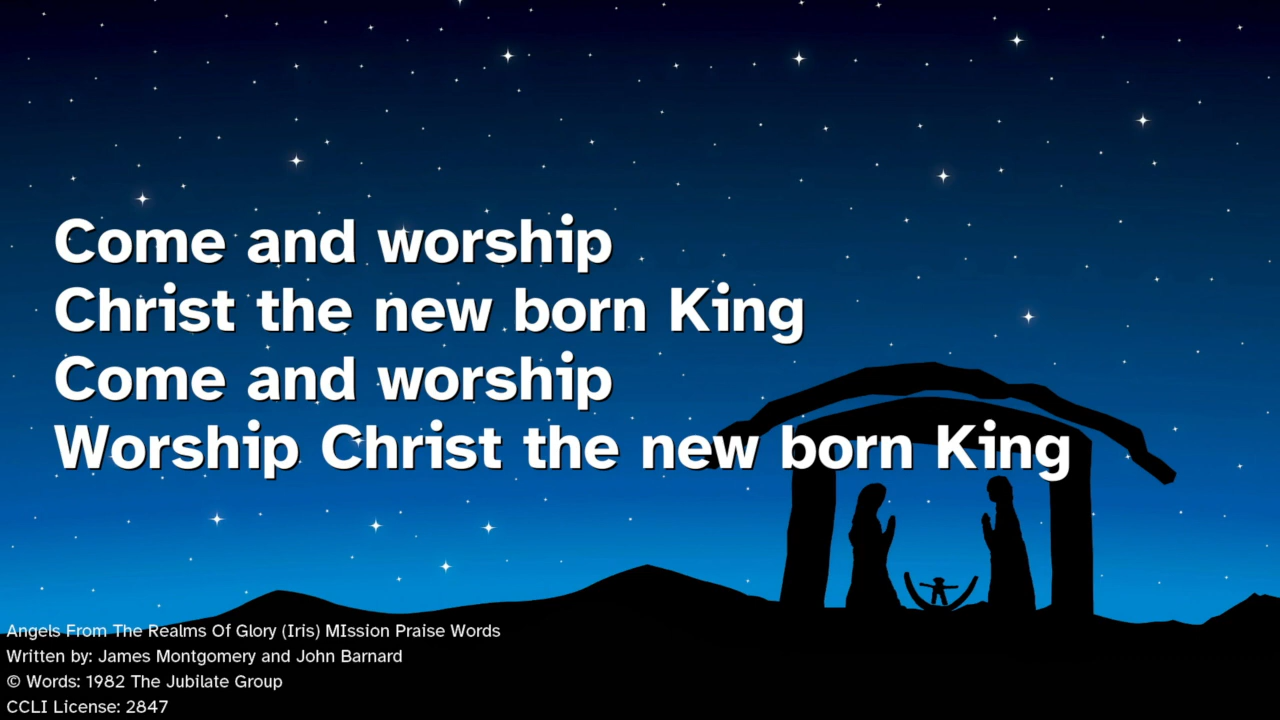 Come and worship
Christ the new born King
Come and worship
Worship Christ the new born King
Angels From The Realms Of Glory (Iris) MIssion Praise Words
Written by: James Montgomery and John Barnard
© Words: 1982 The Jubilate Group
CCLI License: 2847